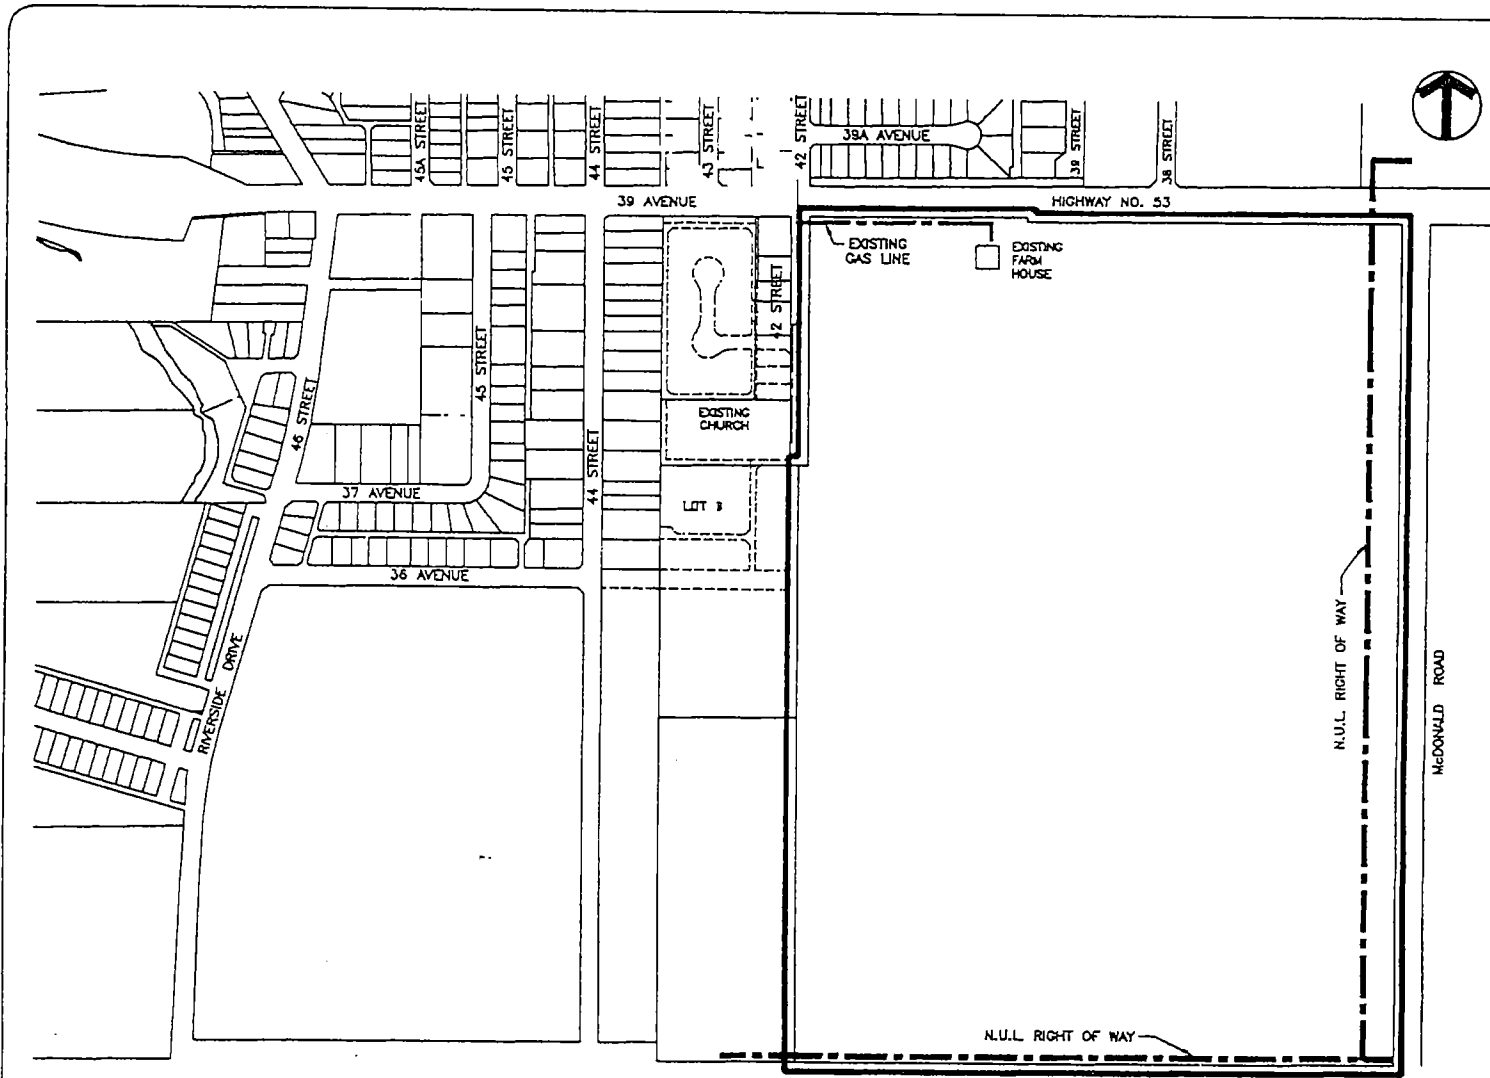 45A STREET
45 STREET
44 STREET
43 STREET
42 STREET
39A AVENUE
39 STREET
38 STREET
39 AVENUE
HIGHWAY NO. 53
EXISTING
GAS LINE
EXISTING
FARM
HOUSE
42 STREET
45 STREET
46 STREET
EXISTING
CHURCH
44 STREET
37 AVENUE
LOT B
36 AVENUE
N.U.L. RIGHT OF WAY
RIVERSIDE DRIVE
McDONALD ROAD
N.U.L. RIGHT OF WAY